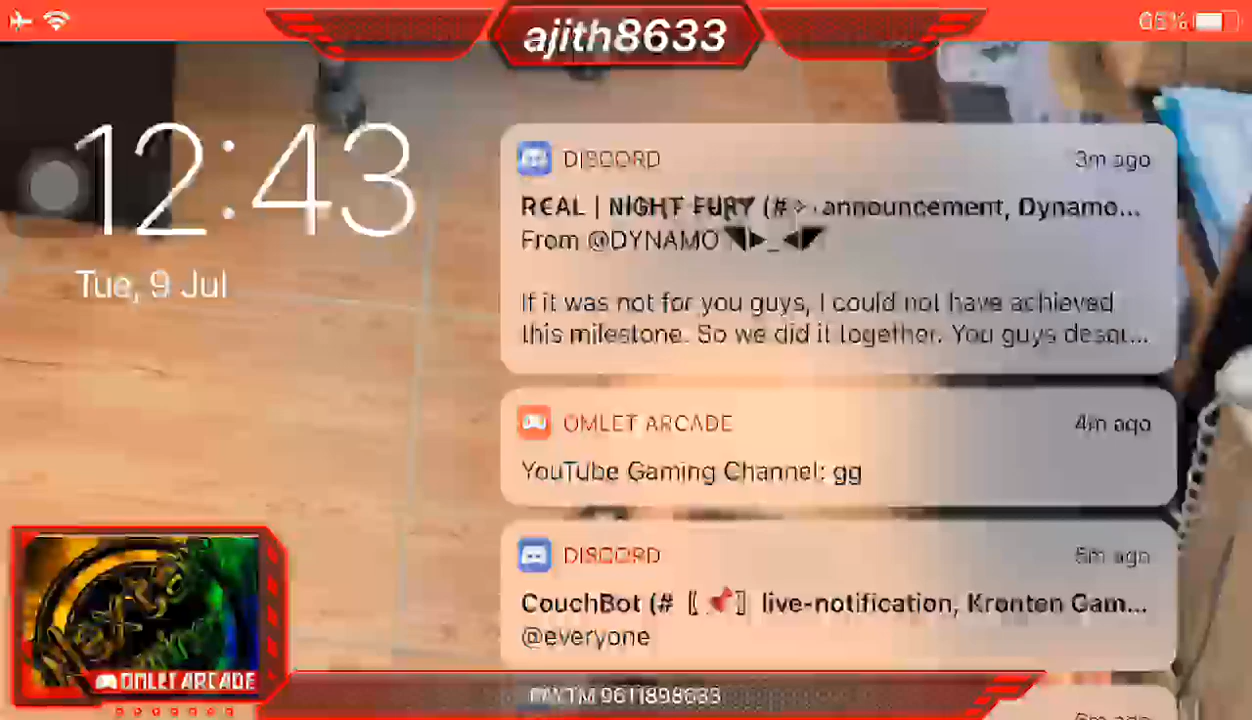 ajith8633
65%
12:43
Tue, 9 Jul
DISCORD
3m ago
REAL | NIGHT FURY (# announcement, Dynamo...
From @DYNAMO ◥▶_◀◤
If it was not for you guys, I could not have achieved
this milestone. So we did it together. You guys
OMLET ARCADE
4m ago
YouTube Gaming Channel: gg
DISCORD
5m ago
CouchBot (# 〖📌〗 live-notification, Kronten Gam...
@everyone
OMLET ARCADE
PAYTM 9611898633
6m ago